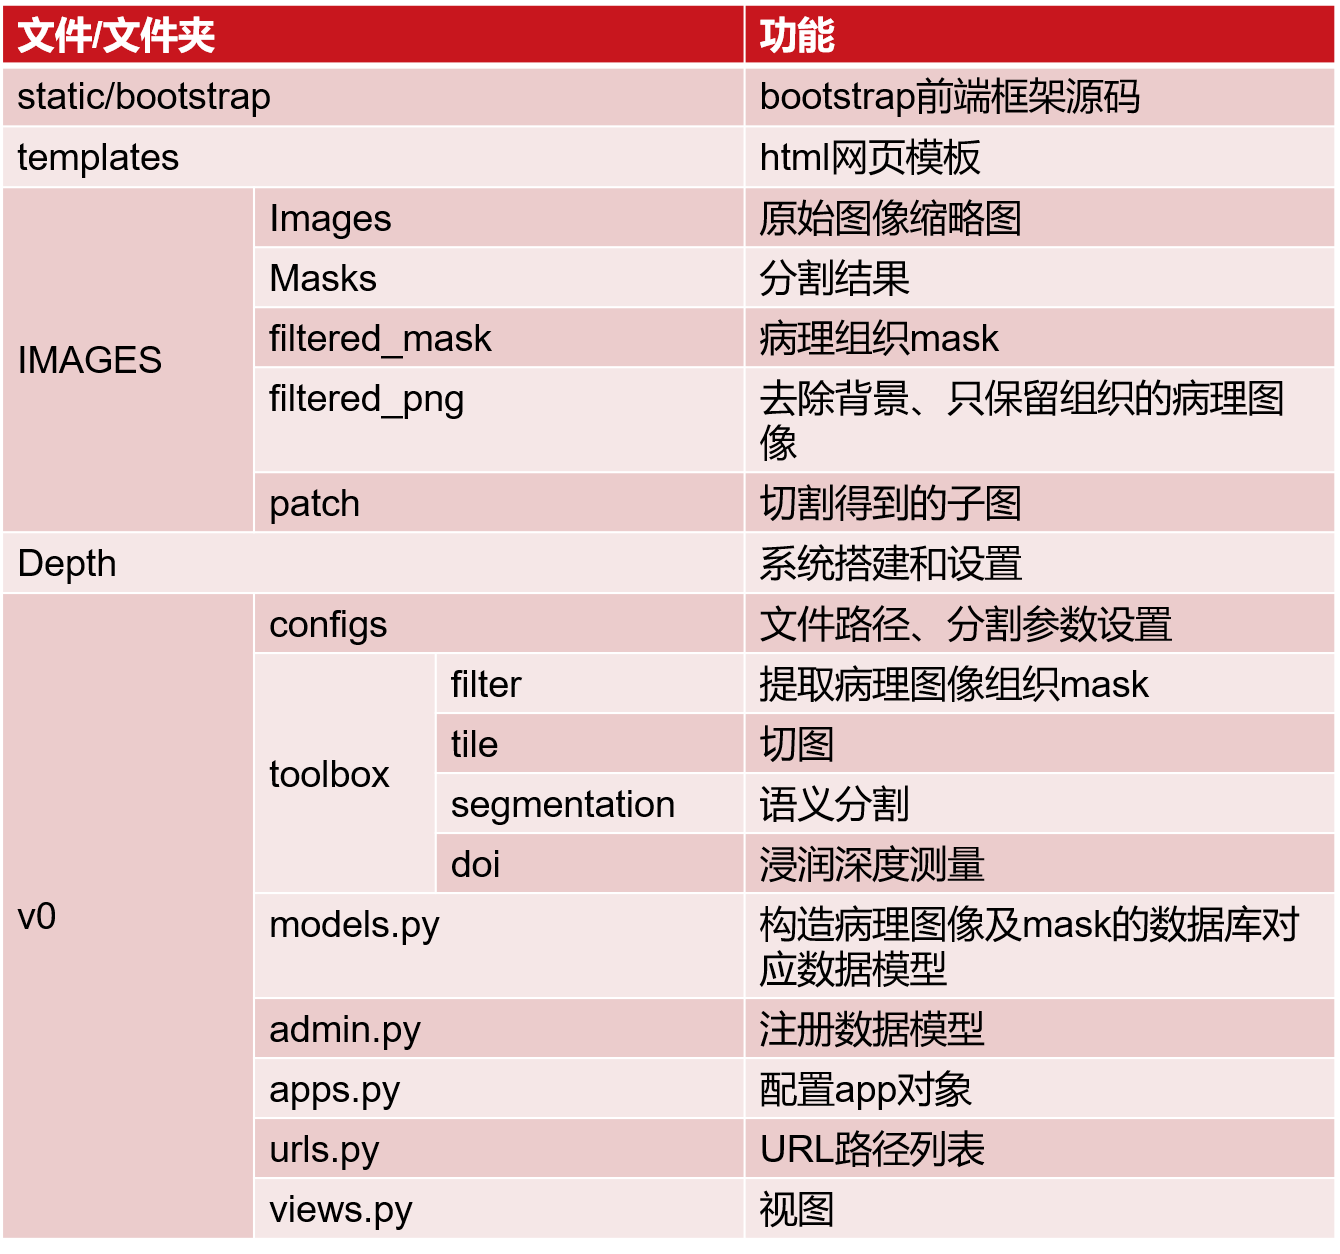 文件/文件夹
功能
static/bootstrap
bootstrap前端框架源码
templates
html网页模板
IMAGES
Images
原始图像缩略图
Masks
分割结果
filtered_mask
病理组织mask
filtered_png
去除背景、只保留组织的病理图
像
patch
切割得到的子图
Depth
系统搭建和设置
v0
configs
文件路径、分割参数设置
toolbox
filter
提取病理图像组织mask
tile
切图
segmentation
语义分割
doi
浸润深度测量
models.py
构造病理图像及mask的数据库对
应数据模型
admin.py
注册数据模型
apps.py
配置app对象
urls.py
URL路径列表
views.py
视图